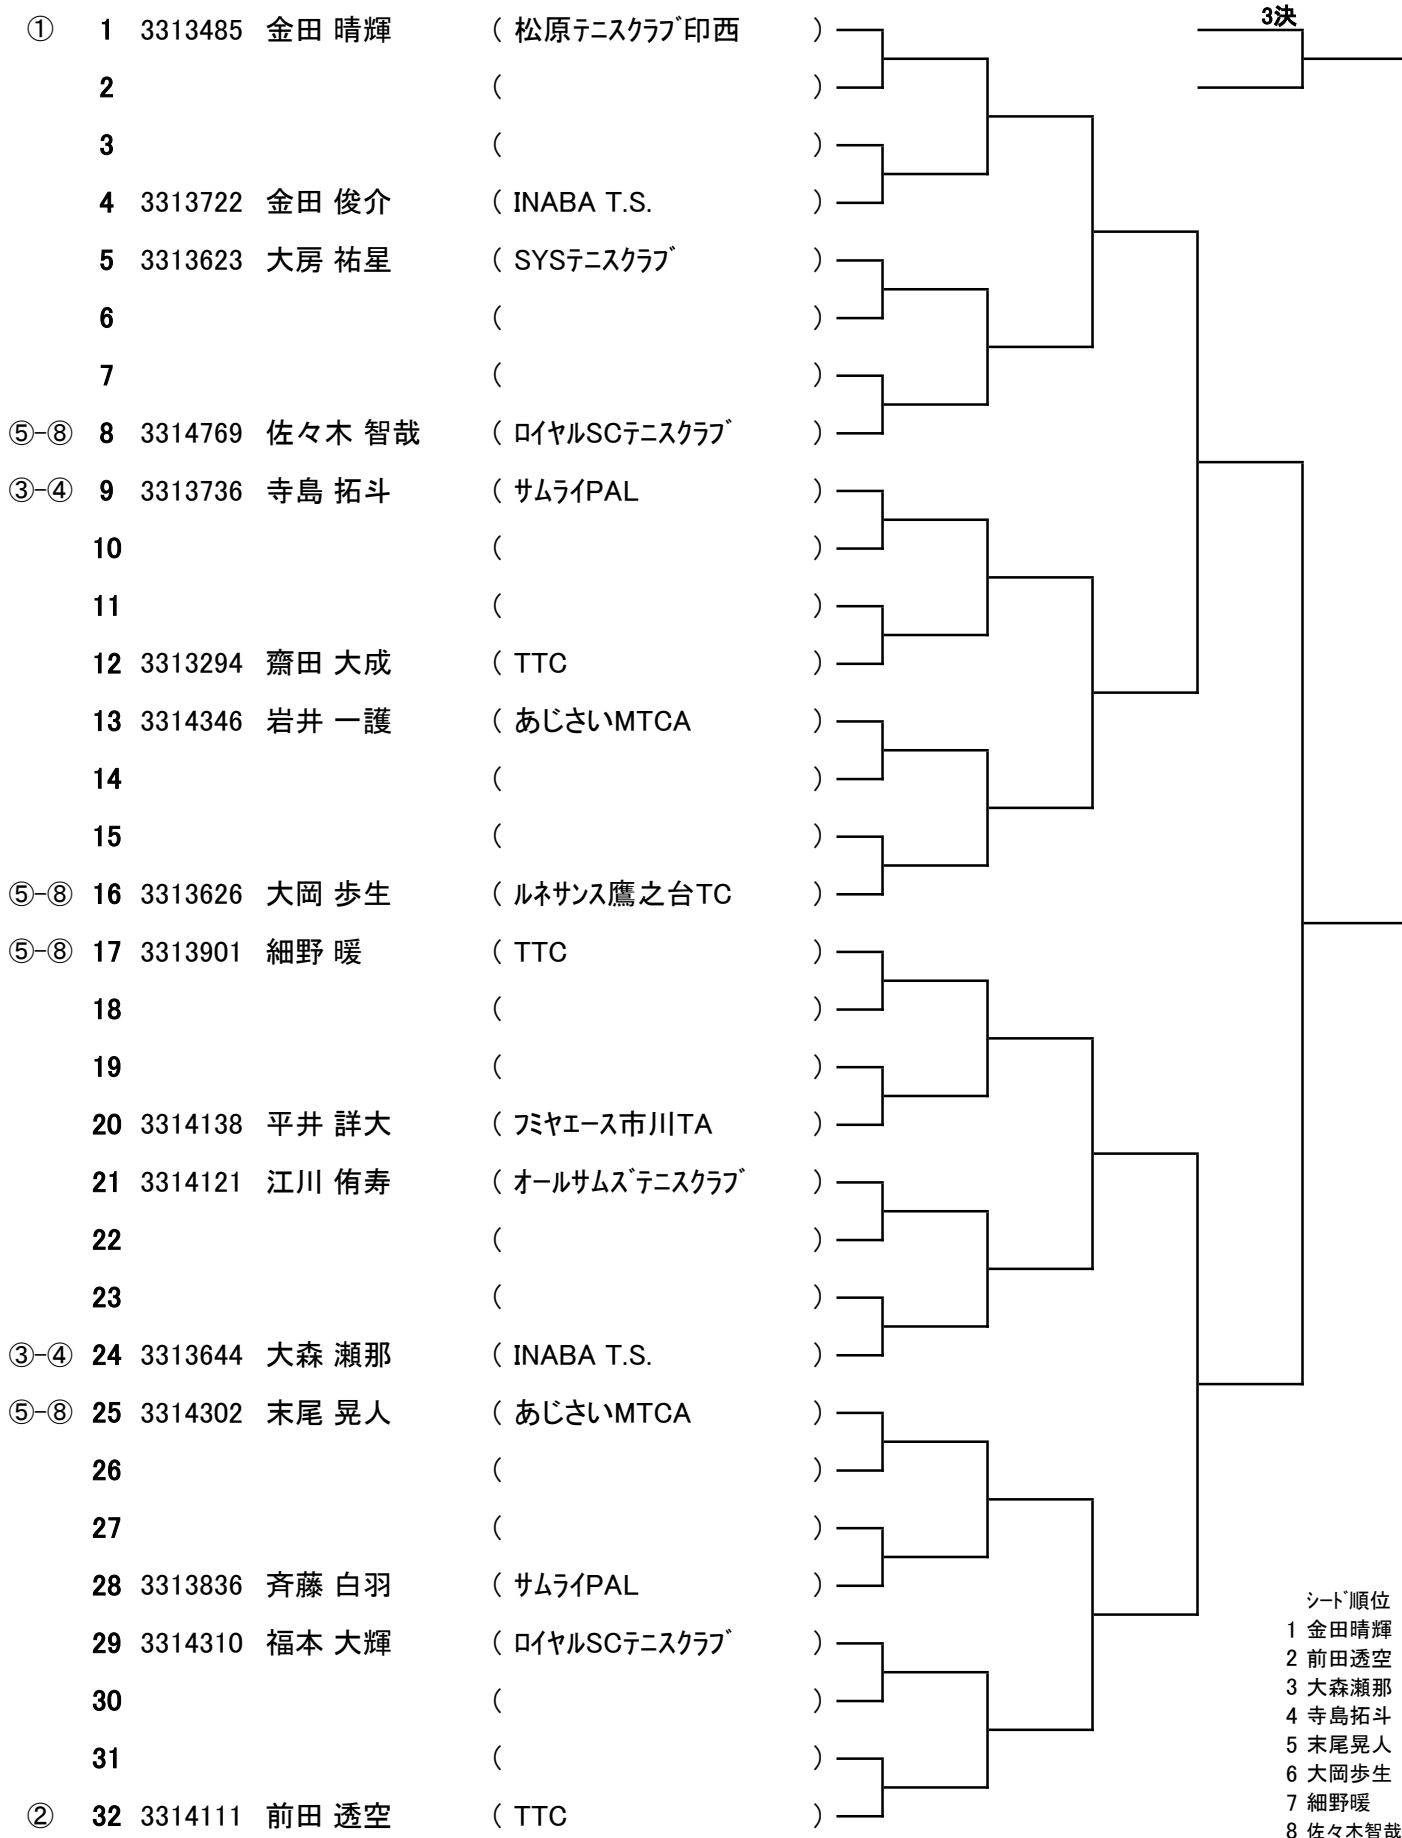 3決
① 1 3313485 金田 晴輝 ( 松原ﾃﾆｽｸﾗﾌﾞ印西 )
2 ( )
3 ( )
4 3313722 金田 俊介 ( INABA T.S. )
5 3313623 大房 祐星 ( SYSﾃﾆｽｸﾗﾌﾞ )
6 ( )
7 ( )
⑤-⑧ 8 3314769 佐々木 智哉 ( ﾛｲﾔﾙSCﾃﾆｽｸﾗﾌﾞ )
③-④ 9 3313736 寺島 拓斗 ( ｻﾑﾗｲPAL )
10 ( )
11 ( )
12 3313294 齋田 大成 ( TTC )
13 3314346 岩井 一護 ( あじさいMTCA )
14 ( )
15 ( )
⑤-⑧ 16 3313626 大岡 歩生 ( ﾙﾈｻﾝｽ鷹之台TC )
⑤-⑧ 17 3313901 細野 暖 ( TTC )
18 ( )
19 ( )
20 3314138 平井 詳大 ( ﾌﾐﾔｴｰｽ市川TA )
21 3314121 江川 侑寿 ( ｵｰﾙｻﾑｽﾞﾃﾆｽｸﾗﾌﾞ )
22 ( )
23 ( )
③-④ 24 3313644 大森 瀬那 ( INABA T.S. )
⑤-⑧ 25 3314302 末尾 晃人 ( あじさいMTCA )
26 ( )
27 ( )
28 3313836 斉藤 白羽 ( ｻﾑﾗｲPAL )
29 3314310 福本 大輝 ( ﾛｲﾔﾙSCﾃﾆｽｸﾗﾌﾞ )
30 ( )
31 ( )
② 32 3314111 前田 透空 ( TTC )
ｼｰﾄﾞ順位
1 金田晴輝
2 前田透空
3 大森瀬那
4 寺島拓斗
5 末尾晃人
6 大岡歩生
7 細野暖
8 佐々木智哉